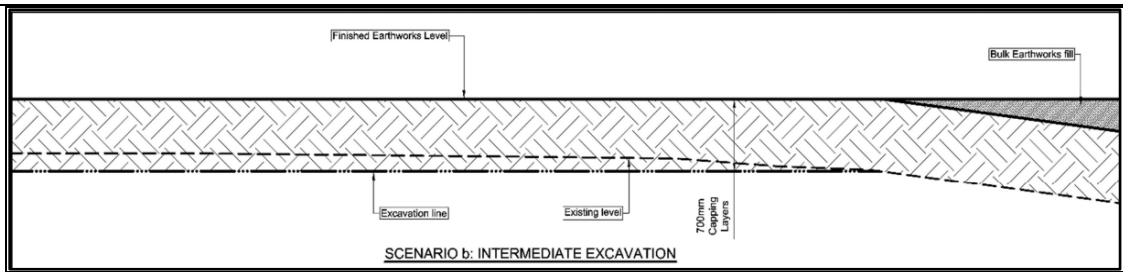 Finished Earthworks Level
Bulk Earthworks fill
Excavation line
Existing level
700mm
Capping
Layers
SCENARIO b: INTERMEDIATE EXCAVATION